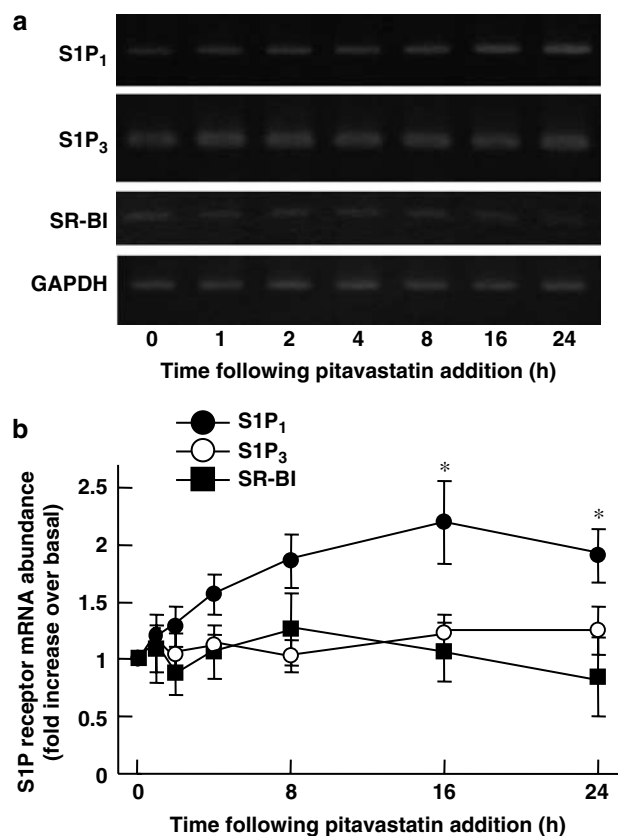 a
S1P₁
S1P₃
SR-BI
GAPDH
0 1 2 4 8 16 24
Time following pitavastatin addition (h)
b
S1P₁
S1P₃
SR-BI
S1P receptor mRNA abundance
(fold increase over basal)
2.5
2
1.5
1
0.5
0
* *
0 8 16 24
Time following pitavastatin addition (h)